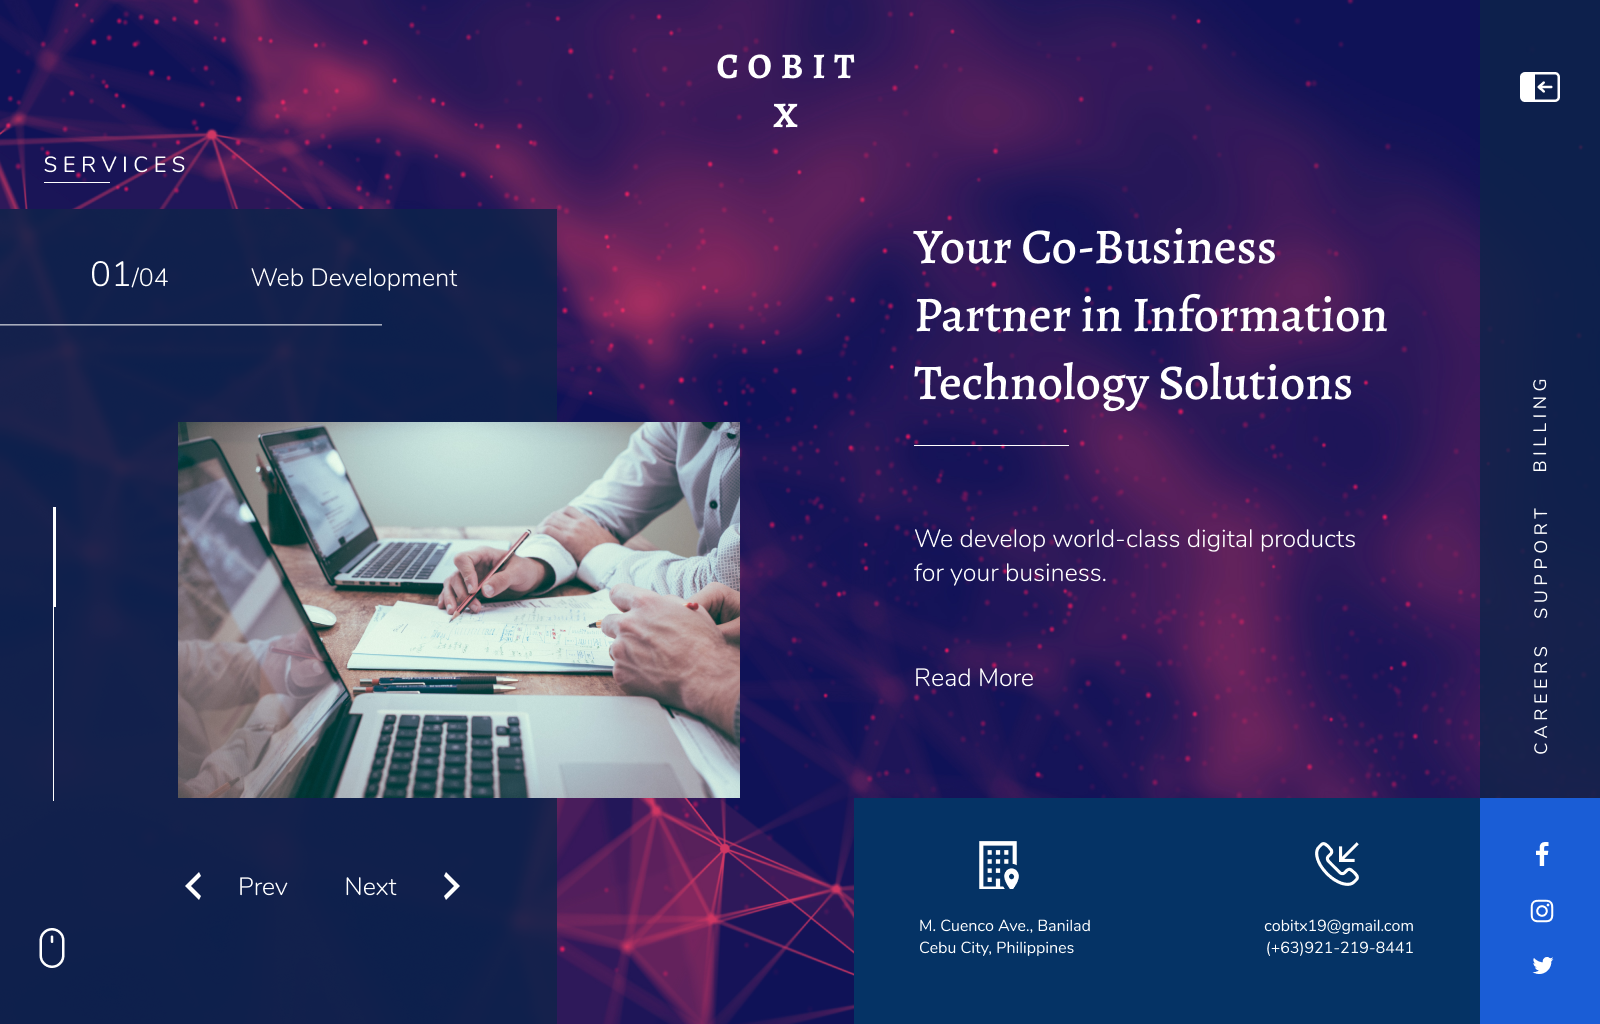 COBIT
X
SERVICES
01/04
Web Development
Prev
Next
Your Co-Business
Partner in Information
Technology Solutions
We develop world-class digital products
for your business.
Read More
M. Cuenco Ave., Banilad
Cebu City, Philippines
cobitx19@gmail.com
(+63)921-219-8441
BILLING
SUPPORT
CAREERS